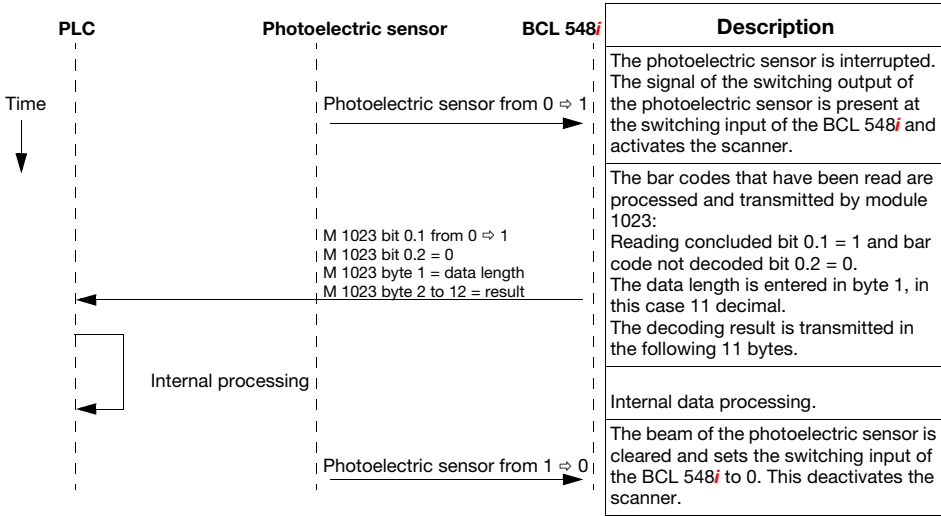 PLC
Photoelectric sensor
BCL 548i
Description
Time
Photoelectric sensor from 0 ⇨ 1
The photoelectric sensor is interrupted.
The signal of the switching output of
the photoelectric sensor is present at
the switching input of the BCL 548i and
activates the scanner.
M 1023 bit 0.1 from 0 ⇨ 1
M 1023 bit 0.2 = 0
M 1023 byte 1 = data length
M 1023 byte 2 to 12 = result
The bar codes that have been read are
processed and transmitted by module
1023:
Reading concluded bit 0.1 = 1 and bar
code not decoded bit 0.2 = 0.
The data length is entered in byte 1, in
this case 11 decimal.
The decoding result is transmitted in
the following 11 bytes.
Internal processing
Internal data processing.
Photoelectric sensor from 1 ⇨ 0
The beam of the photoelectric sensor is
cleared and sets the switching input of
the BCL 548i to 0. This deactivates the
scanner.